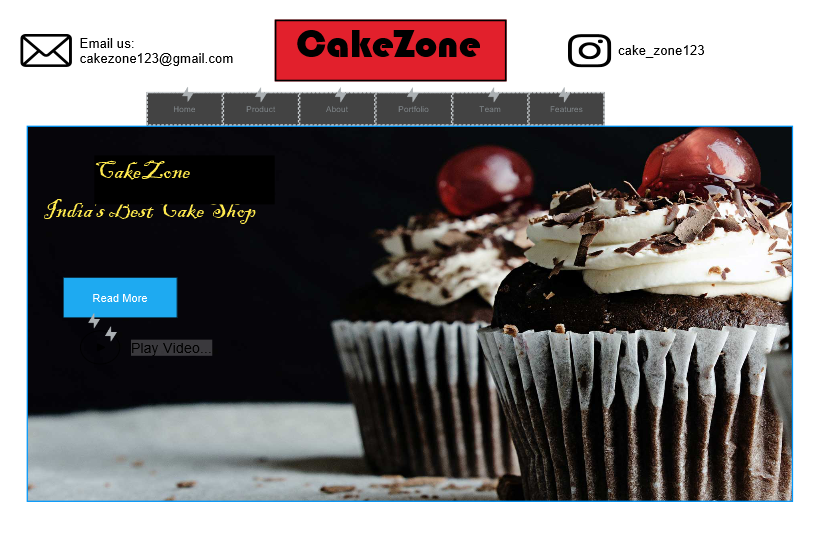 Email us:
cakezone123@gmail.com
CakeZone
cake_zone123
Home
Product
About
Portfolio
Team
Features
CakeZone
India's Best Cake Shop
Read More
Play Video...